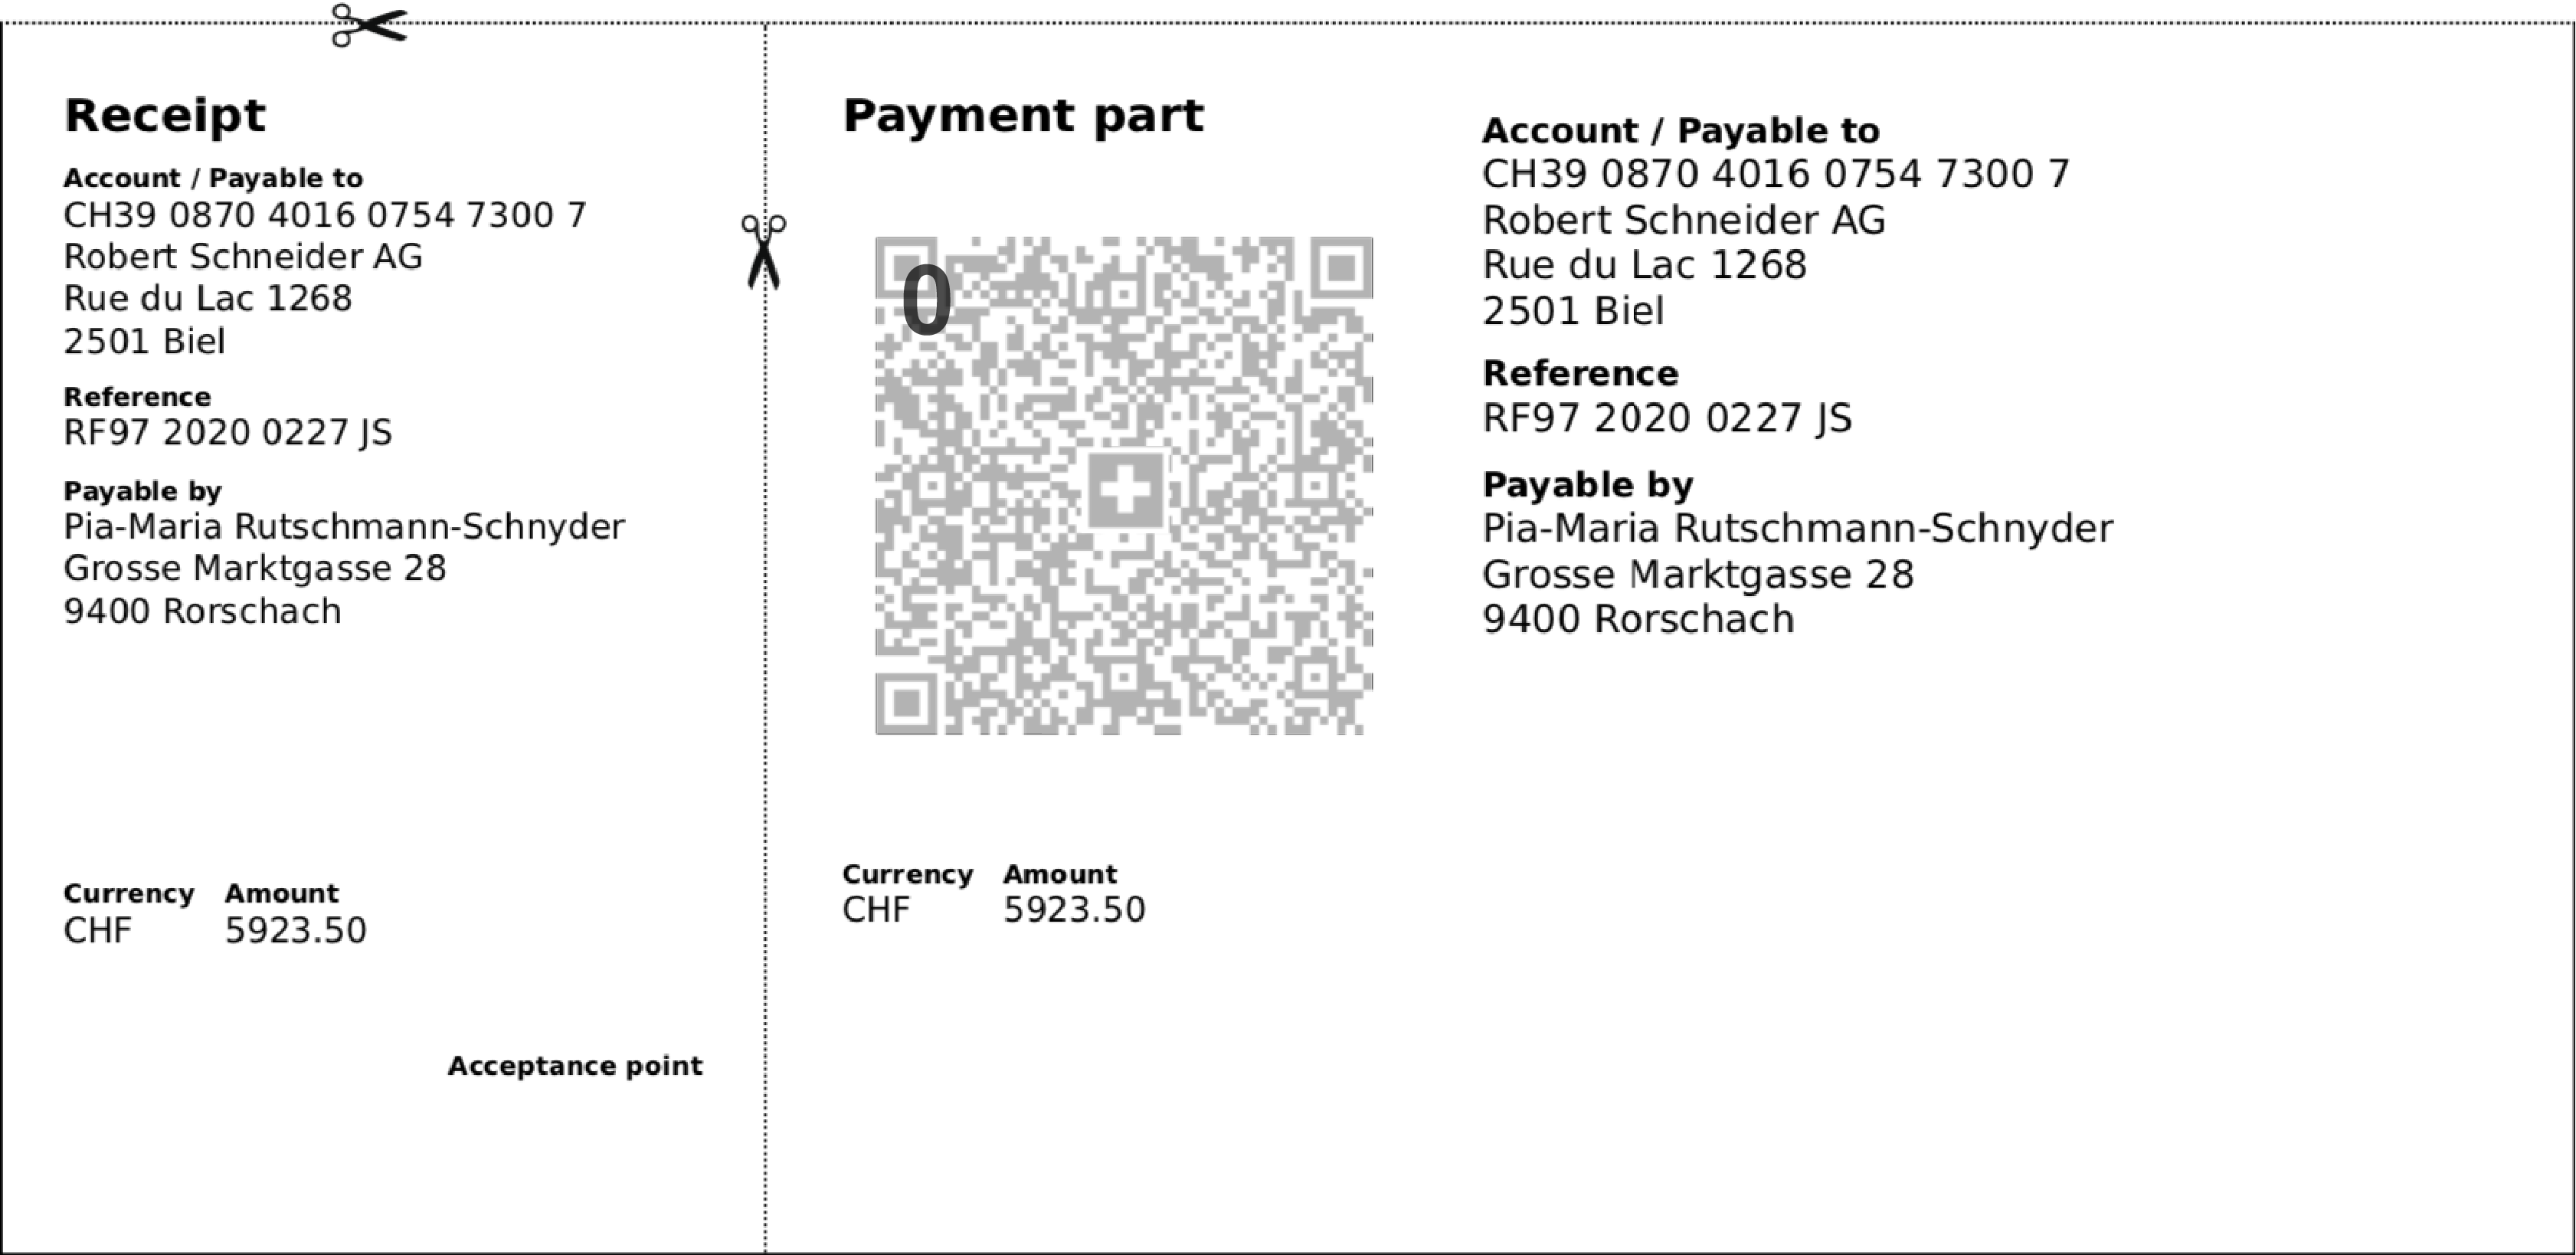 Receipt
Account / Payable to
CH39 0870 4016 0754 7300 7
Robert Schneider AG
Rue du Lac 1268
2501 Biel
Reference
RF97 2020 0227 JS
Payable by
Pia-Maria Rutschmann-Schnyder
Grosse Marktgasse 28
9400 Rorschach
Currency Amount
CHF 5923.50
Acceptance point
Payment part
0
Currency Amount
CHF 5923.50
Account / Payable to
CH39 0870 4016 0754 7300 7
Robert Schneider AG
Rue du Lac 1268
2501 Biel
Reference
RF97 2020 0227 JS
Payable by
Pia-Maria Rutschmann-Schnyder
Grosse Marktgasse 28
9400 Rorschach